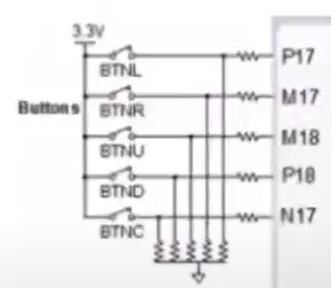 3.3V
BTNL
P17
BTNR
M17
Buttons
BTNU
M18
BTND
P18
BTNC
N17